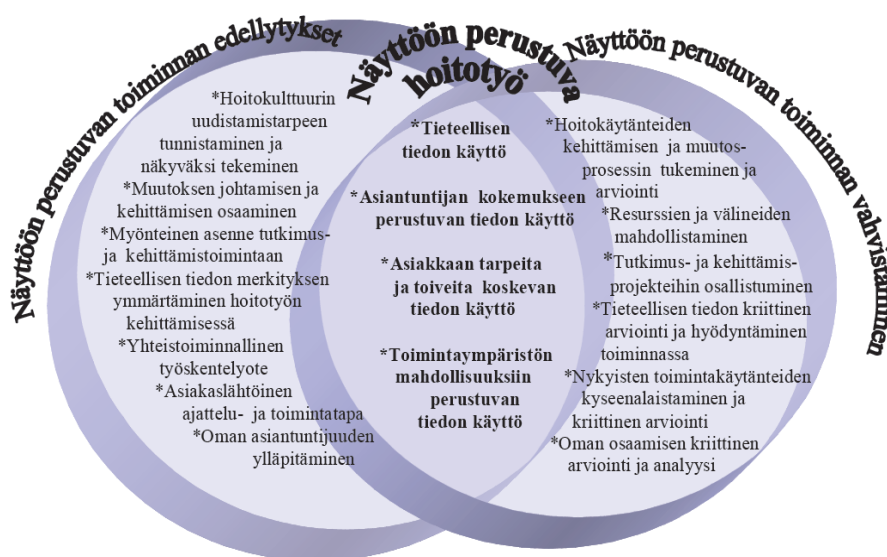 Näyttöön perustuvan toiminnan edellytykset
*Hoitokulttuurin
uudistamistarpeen
tunnistaminen ja
näkyväksi tekeminen
*Muutoksen johtamisen ja
kehittämisen osaaminen
*Myönteinen asenne tutkimus-
ja kehittämistoimintaan
*Tieteellisen tiedon merkityksen
ymmärtäminen hoitotyön
kehittämisessä
*Yhteistoiminnallinen
työskentelyote
*Asiakaslähtöinen
ajattelu- ja toimintatapa
*Oman asiantuntijuuden
ylläpitäminen
Näyttöön perustuva
hoitotyö
*Tieteellisen
tiedon käyttö
*Asiantuntijan kokemukseen
perustuvan tiedon käyttö
*Asiakkaan tarpeita
ja toiveita koskevan
tiedon käyttö
*Toimintaympäristön
mahdollisuuksiin
perustuvan
tiedon käyttö
Näyttöön perustuvan toiminnan vahvistaminen
*Hoitokäytänteiden
kehittämisen ja muutos-
prosessin tukeminen ja
arviointi
*Resurssien ja välineiden
mahdollistaminen
*Tutkimus- ja kehittämis-
projekteihin osallistuminen
*Tieteellisen tiedon kriittinen
arviointi ja hyödyntäminen
toiminnassa
*Nykyisten toimintakäytänteiden
kyseenalaistaminen ja
kriittinen arviointi
*Oman osaamisen kriittinen
arviointi ja analyysi